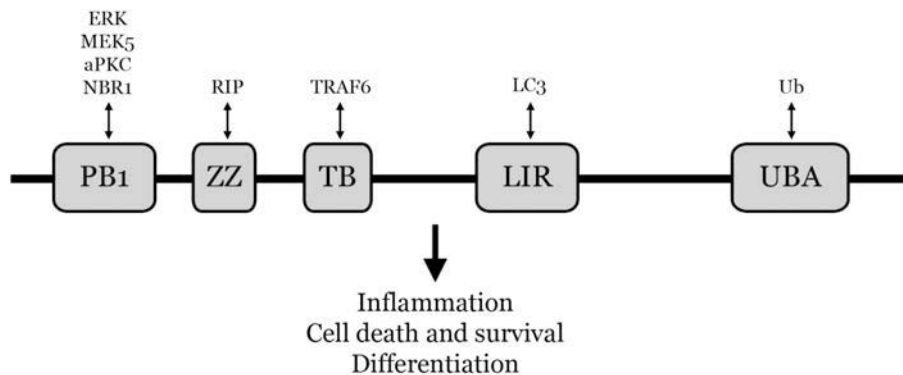 ERK
MEK5
aPKC
NBR1
RIP
TRAF6
LC3
Ub
PB1
ZZ
TB
LIR
UBA
Inflammation
Cell death and survival
Differentiation